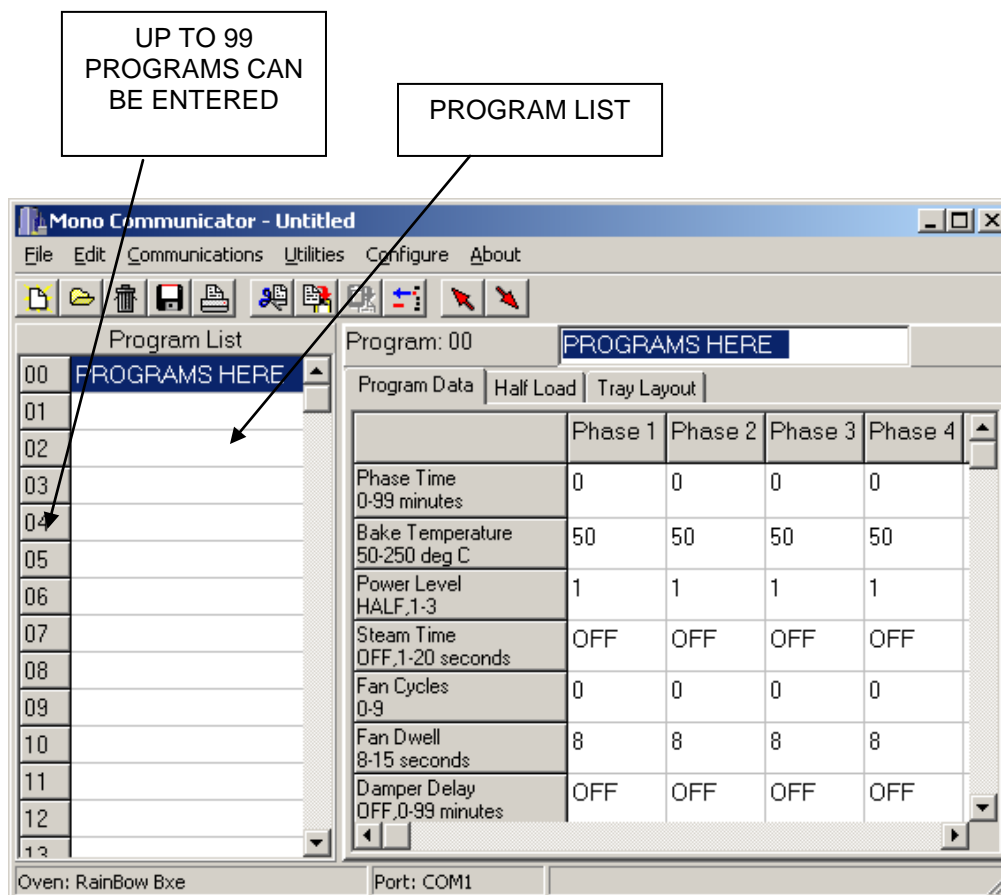 UP TO 99
PROGRAMS CAN
BE ENTERED
PROGRAM LIST
Mono Communicator - Untitled
File Edit Communications Utilities Configure About
Program List
00 PROGRAMS HERE
01
02
03
04
05
06
07
08
09
10
11
12
13
Program: 00 PROGRAMS HERE
Program Data Half Load Tray Layout
Phase 1 Phase 2 Phase 3 Phase 4
Phase Time
0-99 minutes
0 0 0 0
Bake Temperature
50-250 deg C
50 50 50 50
Power Level
HALF,1-3
1 1 1 1
Steam Time
OFF,1-20 seconds
OFF OFF OFF OFF
Fan Cycles
0-9
0 0 0 0
Fan Dwell
8-15 seconds
8 8 8 8
Damper Delay
OFF,0-99 minutes
OFF OFF OFF OFF
Oven: RainBow Bxe Port: COM1